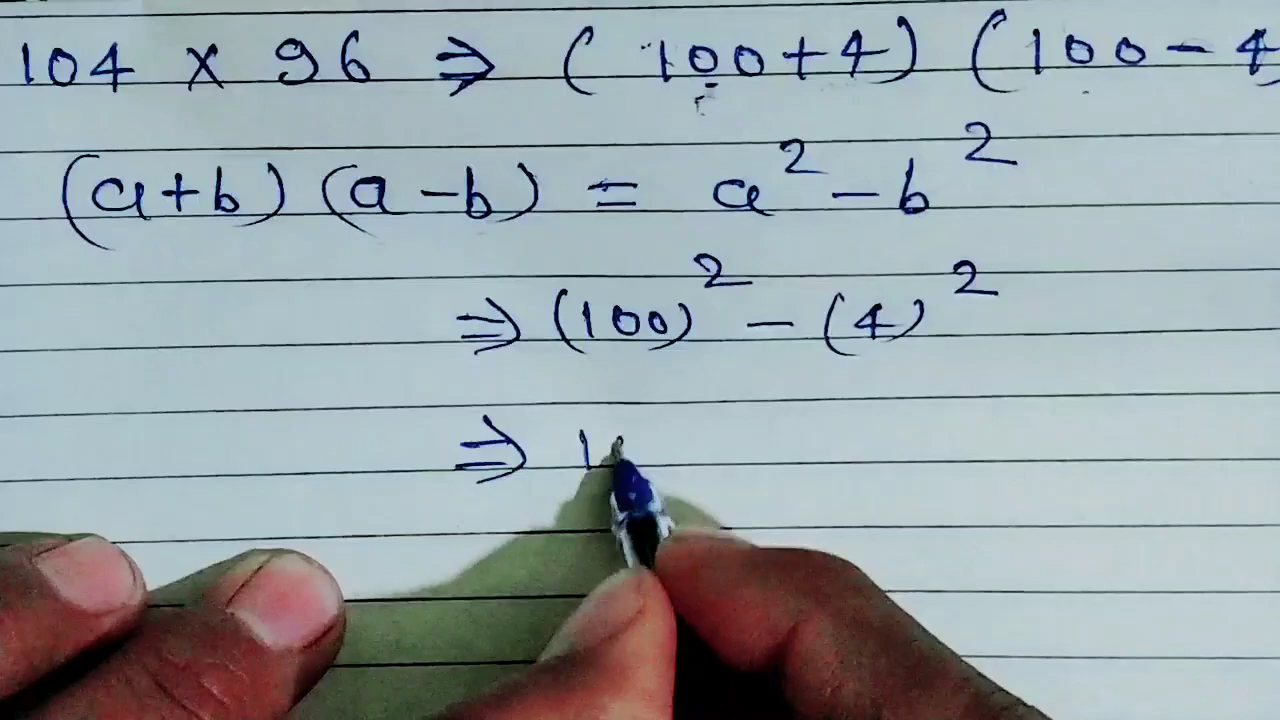 104 × 96 ⇒ (100+4) (100-4
(a+b) (a-b) = a² - b²
⇒ (100)² - (4)²
⇒ 1